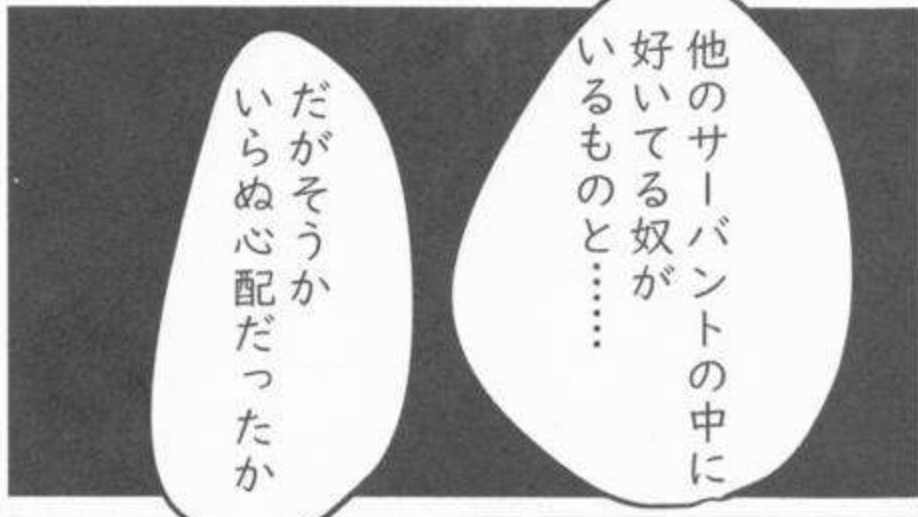 他のサーバントの中に
好いてる奴が
いるものと……
だがそうか
いらぬ心配だったか